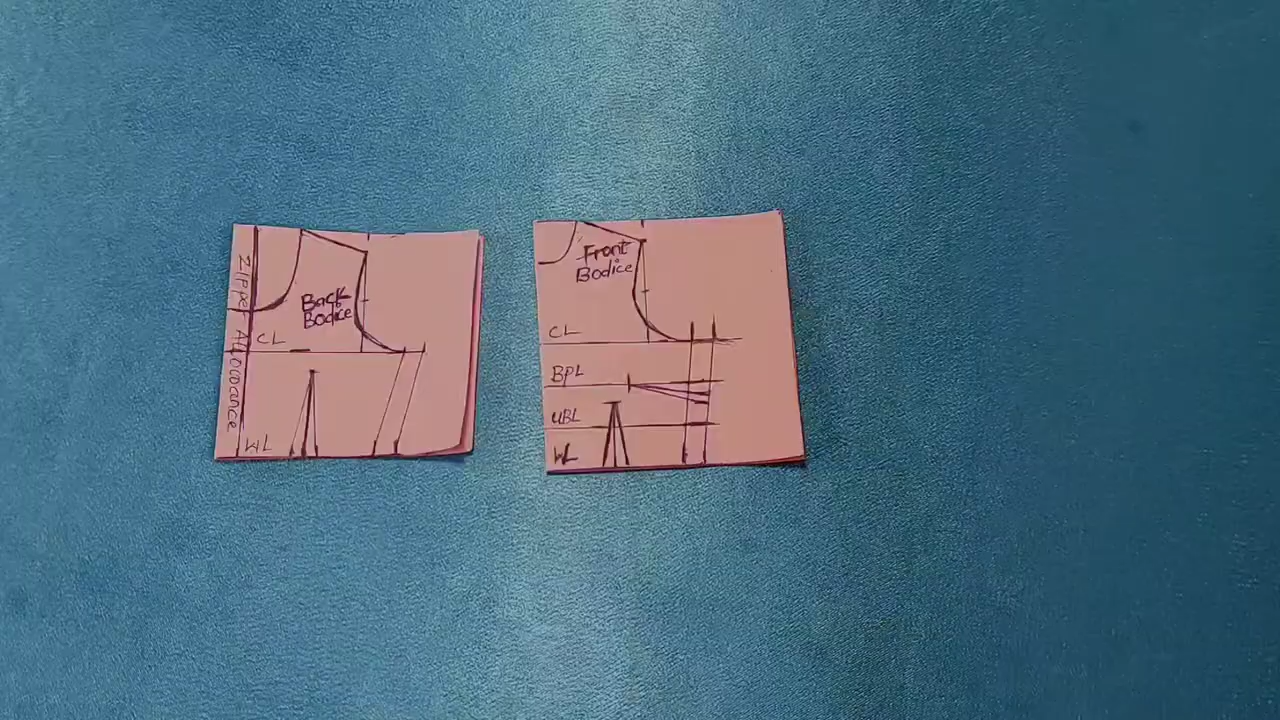 Zipper Allowance
Back
Bodice
CL
WL
Front
Bodice
CL
BPL
UBL
WL